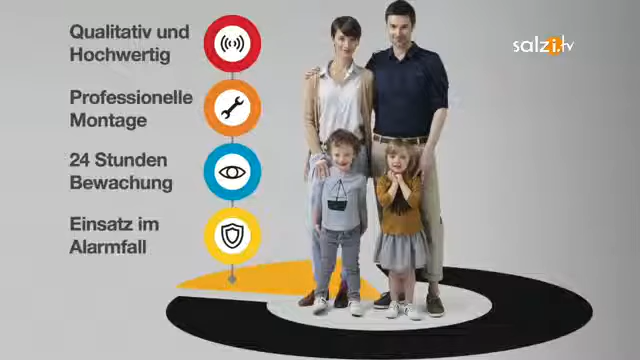 Qualitativ und
Hochwertig
Professionelle
Montage
24 Stunden
Bewachung
Einsatz im
Alarmfall
salzi.tv